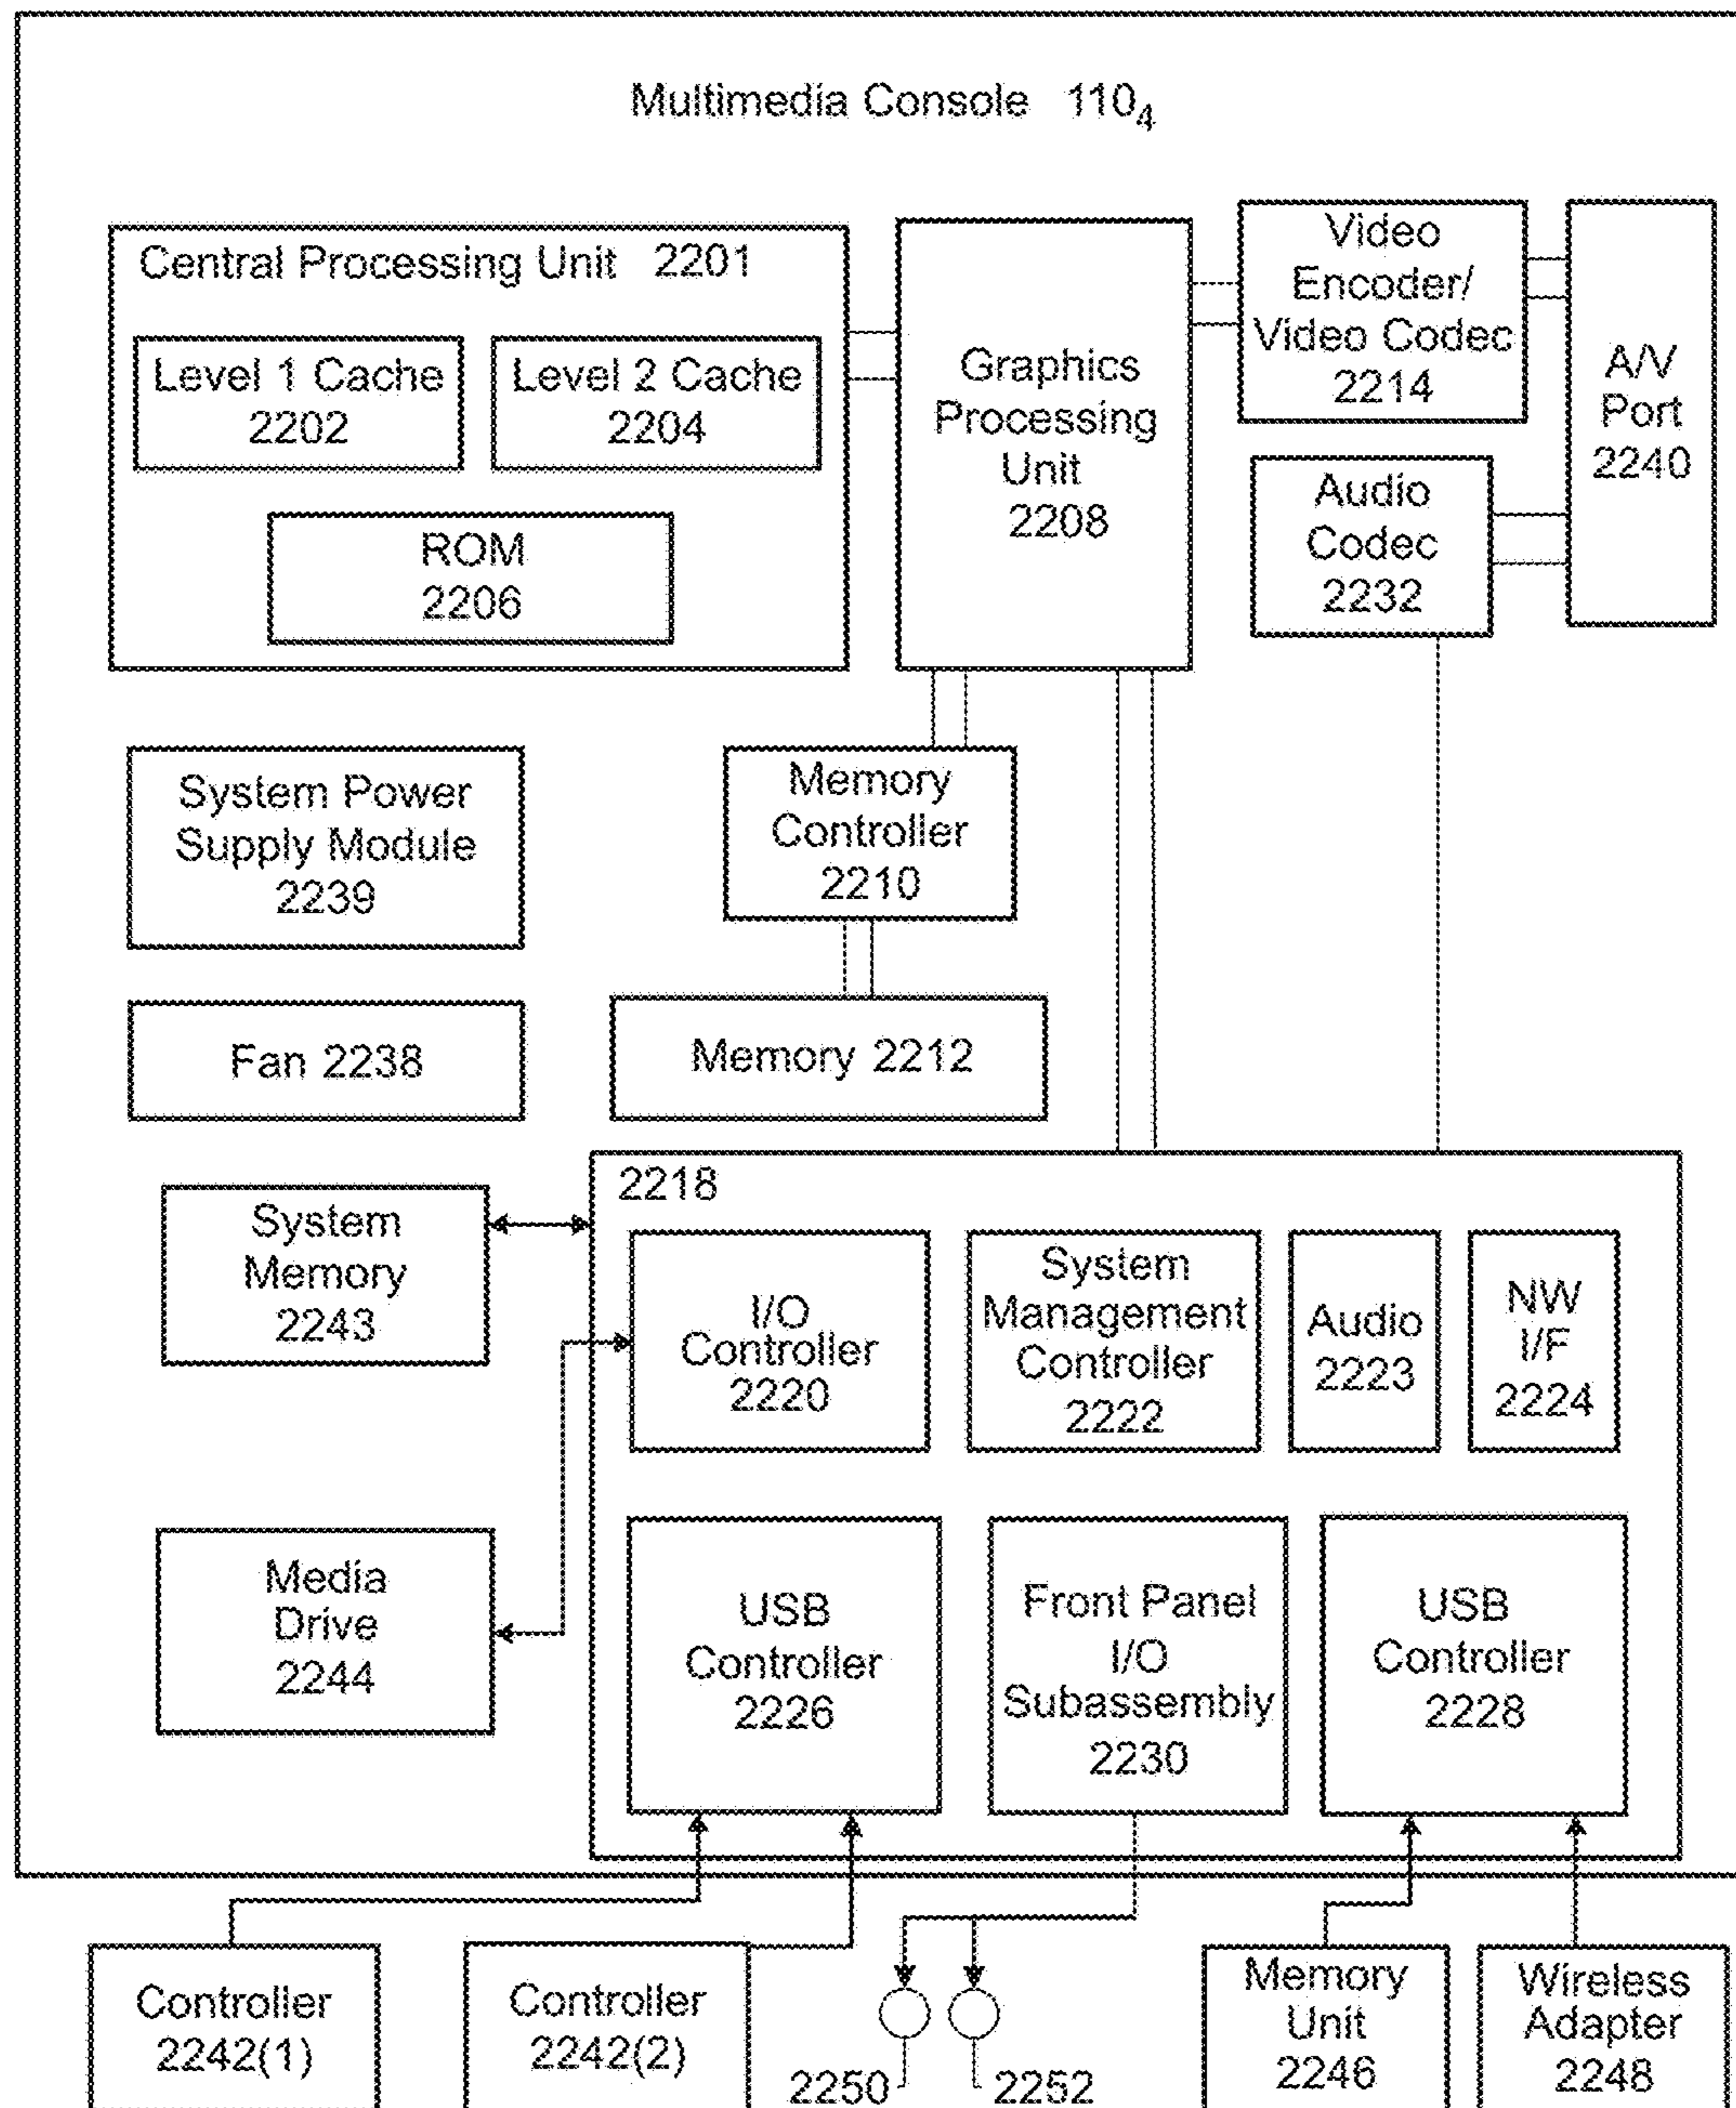 Multimedia Console 110₄
Central Processing Unit 2201
Level 1 Cache
2202
Level 2 Cache
2204
ROM
2206
Graphics
Processing
Unit
2208
Video
Encoder/
Video Codec
2214
A/V
Port
2240
Audio
Codec
2232
System Power
Supply Module
2239
Memory
Controller
2210
Fan 2238
Memory 2212
2218
System
Memory
2243
I/O
Controller
2220
System
Management
Controller
2222
Audio
2223
NW
I/F
2224
Media
Drive
2244
USB
Controller
2226
Front Panel
I/O
Subassembly
2230
USB
Controller
2228
Controller
2242(1)
Controller
2242(2)
2250
2252
Memory
Unit
2246
Wireless
Adapter
2248